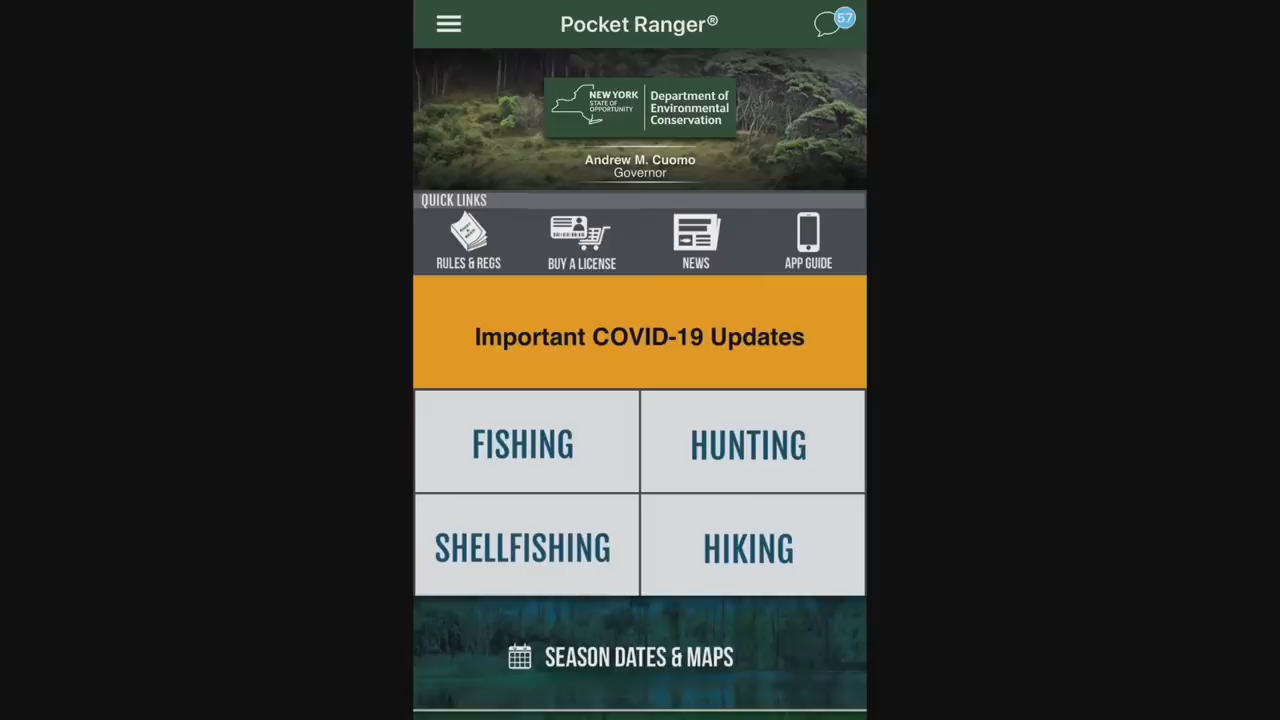 Pocket Ranger®
57
NEW YORK
STATE OF
OPPORTUNITY
Department of
Environmental
Conservation
Andrew M. Cuomo
Governor
QUICK LINKS
RULES & REGS
BUY A LICENSE
NEWS
APP GUIDE
Important COVID-19 Updates
FISHING
HUNTING
SHELLFISHING
HIKING
SEASON DATES & MAPS